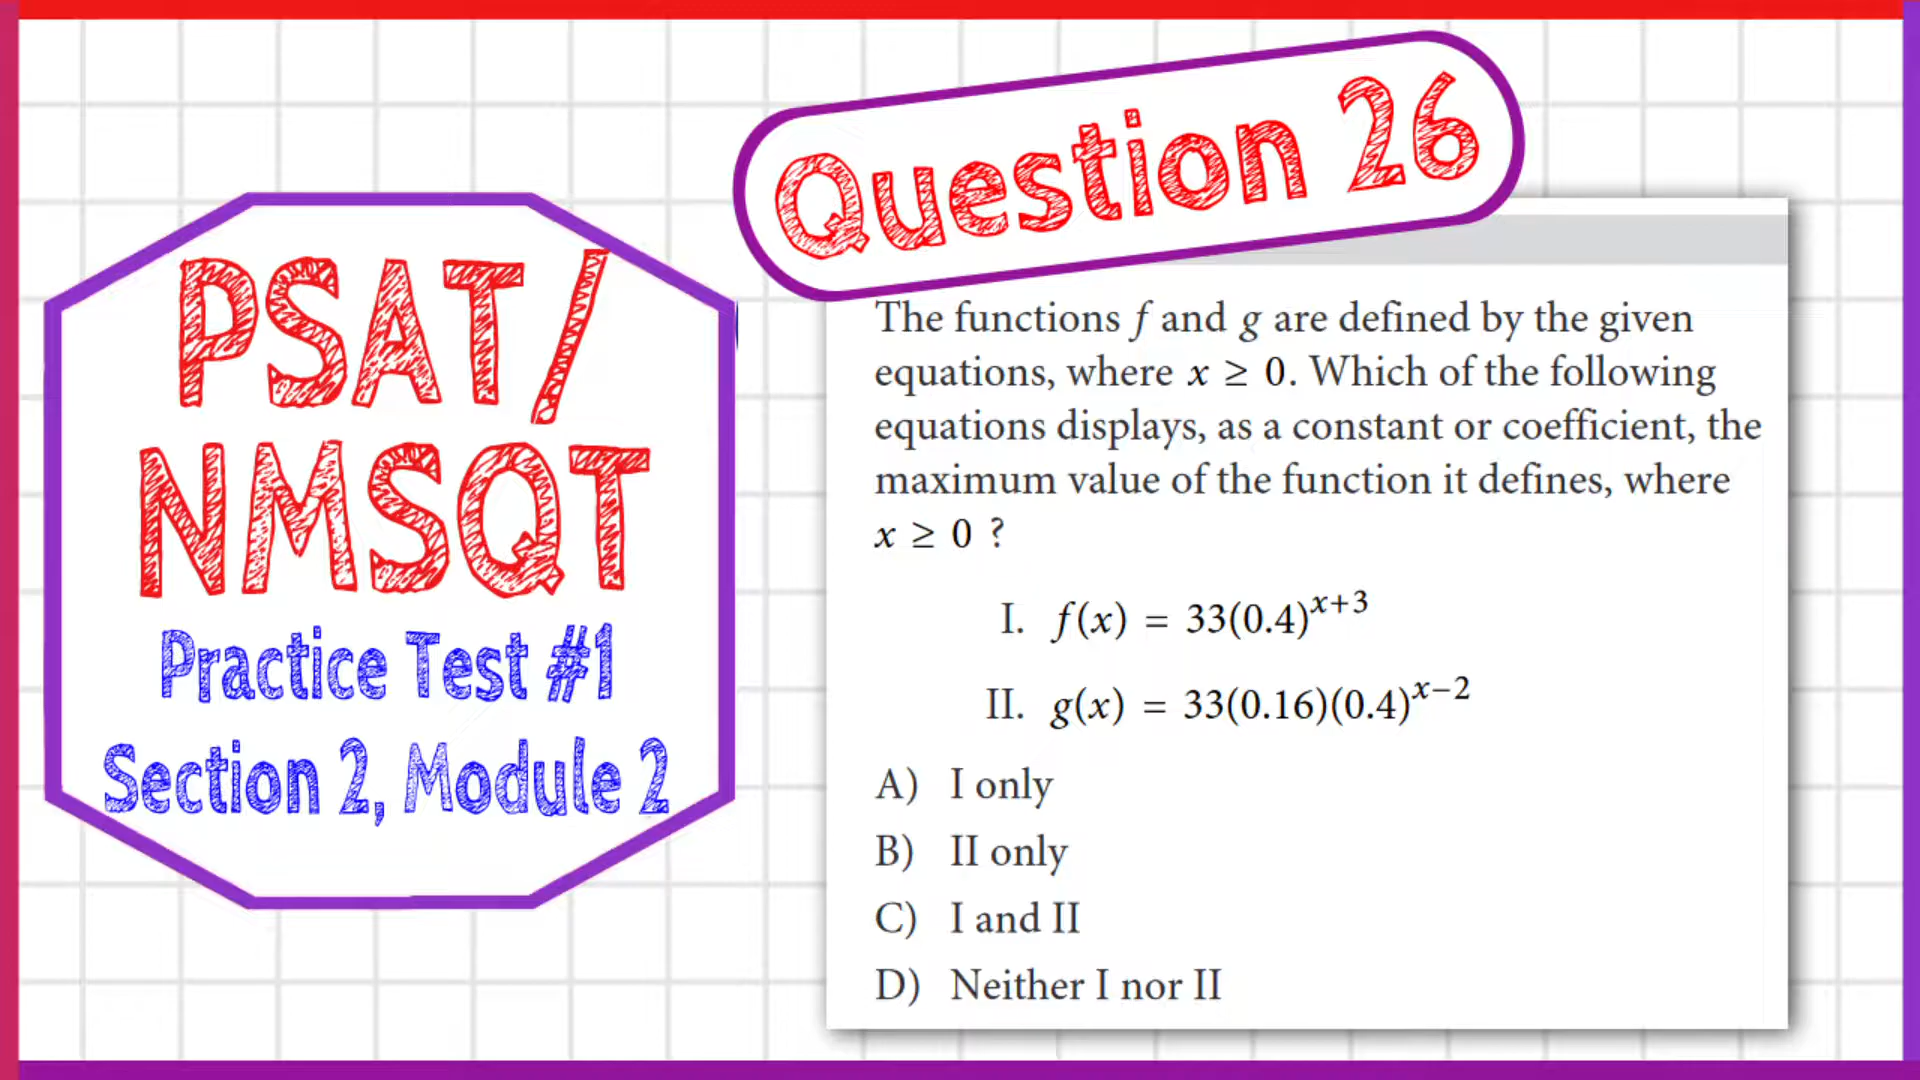 Question 26
PSAT/
NMSQT
Practice Test #1
Section 2, Module 2
The functions f and g are defined by the given
equations, where x ≥ 0. Which of the following
equations displays, as a constant or coefficient, the
maximum value of the function it defines, where
x ≥ 0 ?
I. f(x) = 33(0.4)^{x+3}
II. g(x) = 33(0.16)(0.4)^{x−2}
A) I only
B) II only
C) I and II
D) Neither I nor II